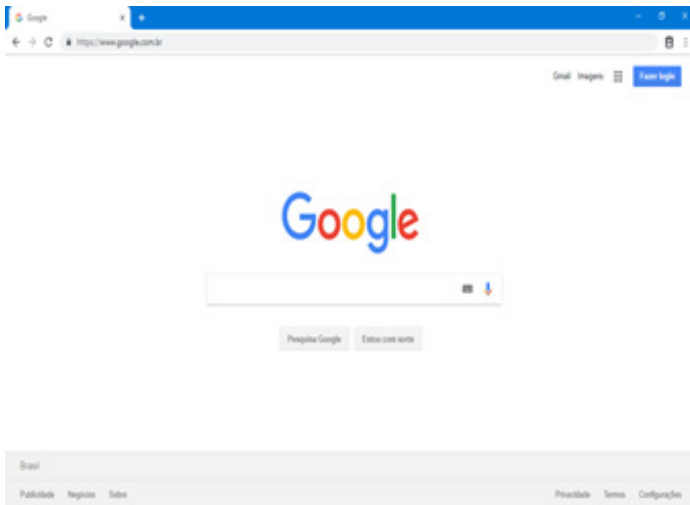 Google
https://www.google.com.br
Gmail Imagens Fazer login
Google
Pesquisa Google Estou com sorte
Brasil
Publicidade Negócios Sobre Privacidade Termos Configurações